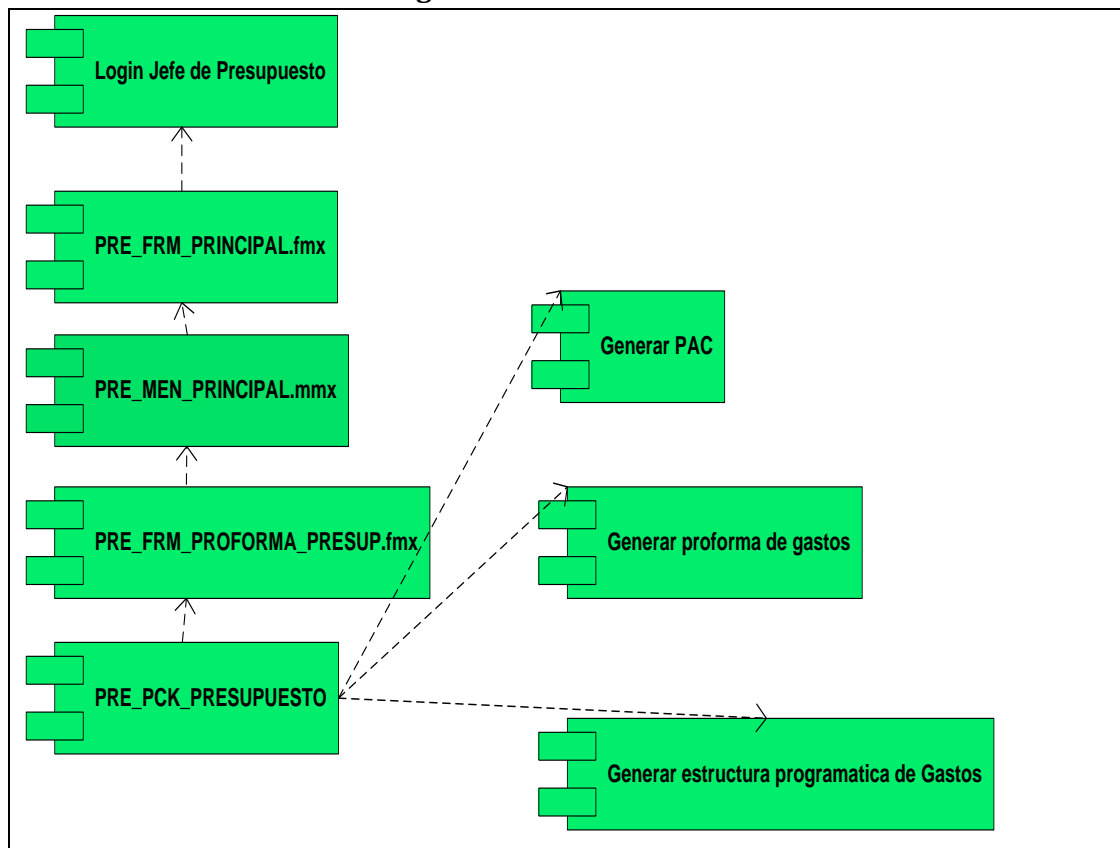 Login Jefe de Presupuesto
PRE_FRM_PRINCIPAL.fmx
PRE_MEN_PRINCIPAL.mmx
PRE_FRM_PROFORMA_PRESUP.fmx
PRE_PCK_PRESUPUESTO
Generar PAC
Generar proforma de gastos
Generar estructura programatica de Gastos